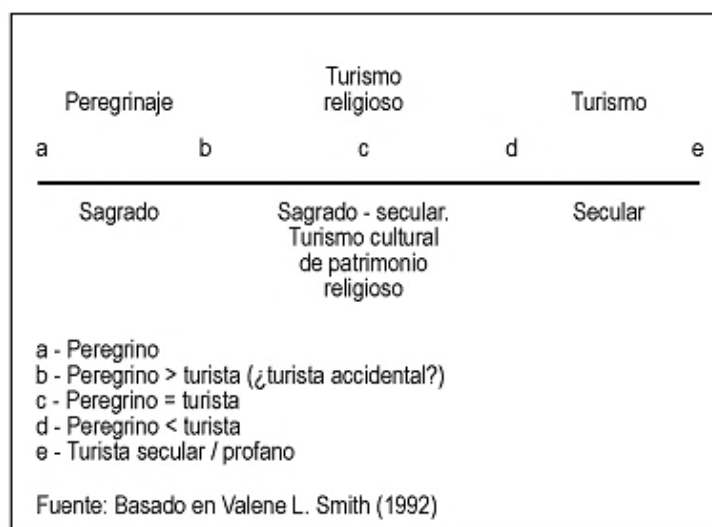 Peregrinaje
Turismo
religioso
Turismo
a b c d e
Sagrado
Sagrado - secular.
Turismo cultural
de patrimonio
religioso
Secular
a - Peregrino
b - Peregrino > turista (¿turista accidental?)
c - Peregrino = turista
d - Peregrino < turista
e - Turista secular / profano
Fuente: Basado en Valene L. Smith (1992)